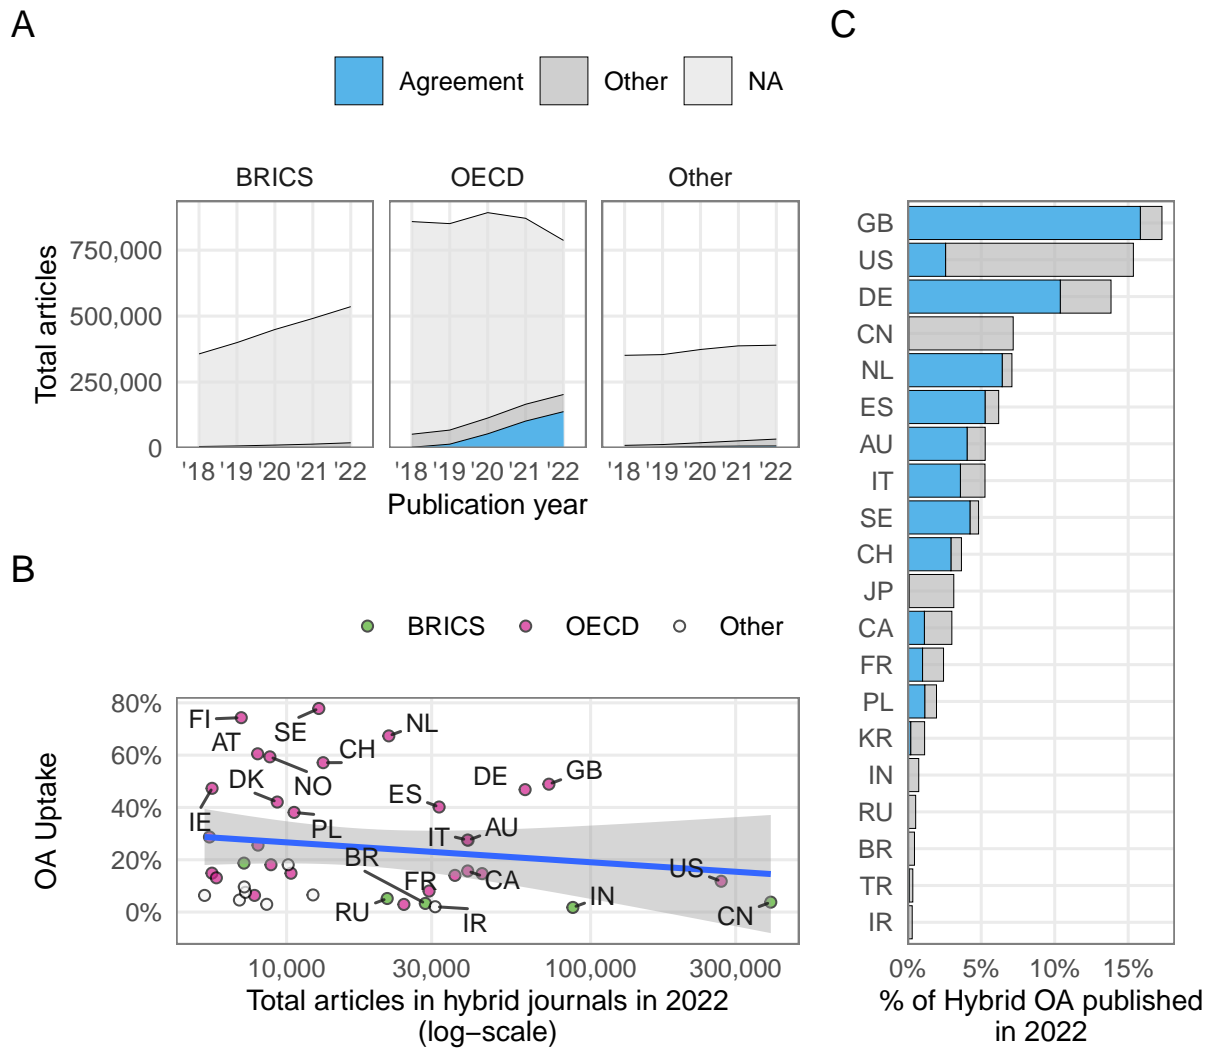 A
Agreement Other NA
BRICS OECD Other
Total articles
750,000
500,000
250,000
0
'18 '19 '20 '21 '22 '18 '19 '20 '21 '22 '18 '19 '20 '21 '22
Publication year
B
BRICS OECD Other
OA Uptake
80%
60%
40%
20%
0%
FI
SE
NL
AT
CH
NO
DK
DE
GB
ES
IE
PL
IT
AU
BR
FR
CA
US
RU
IR
IN
CN
10,000 30,000 100,000 300,000
Total articles in hybrid journals in 2022
(log−scale)
C
GB
US
DE
CN
NL
ES
AU
IT
SE
CH
JP
CA
FR
PL
KR
IN
RU
BR
TR
IR
0% 5% 10% 15%
% of Hybrid OA published
in 2022